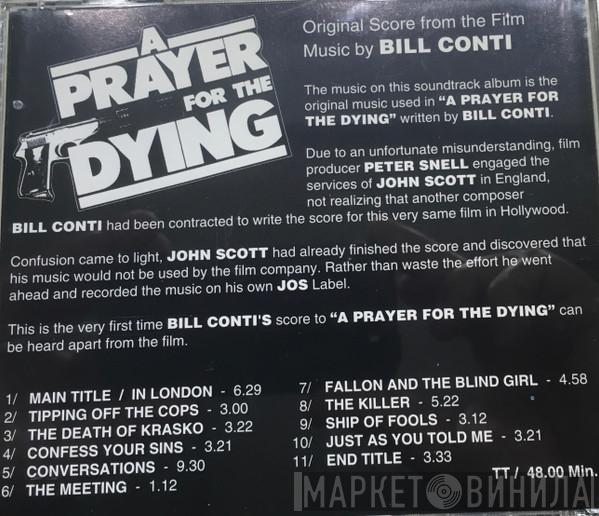 A
PRAYER
FOR THE
DYING
Original Score from the Film
Music by BILL CONTI
The music on this soundtrack album is the
original music used in “A PRAYER FOR
THE DYING” written by BILL CONTI.
Due to an unfortunate misunderstanding, film
producer PETER SNELL engaged the
services of JOHN SCOTT in England,
not realizing that another composer
BILL CONTI had been contracted to write the score for this very same film in Hollywood.
Confusion came to light, JOHN SCOTT had already finished the score and discovered that
his music would not be used by the film company. Rather than waste the effort he went
ahead and recorded the music on his own JOS Label.
This is the very first time BILL CONTI'S score to “A PRAYER FOR THE DYING” can
be heard apart from the film.
1/ MAIN TITLE / IN LONDON - 6.29
2/ TIPPING OFF THE COPS - 3.00
3/ THE DEATH OF KRASKO - 3.22
4/ CONFESS YOUR SINS - 3.21
5/ CONVERSATIONS - 9.30
6/ THE MEETING - 1.12
7/ FALLON AND THE BLIND GIRL - 4.58
8/ THE KILLER - 5.22
9/ SHIP OF FOOLS - 3.12
10/ JUST AS YOU TOLD ME - 3.21
11/ END TITLE - 3.33
TT / 48.00 Min.
МАРКЕТ ВИНИЛА